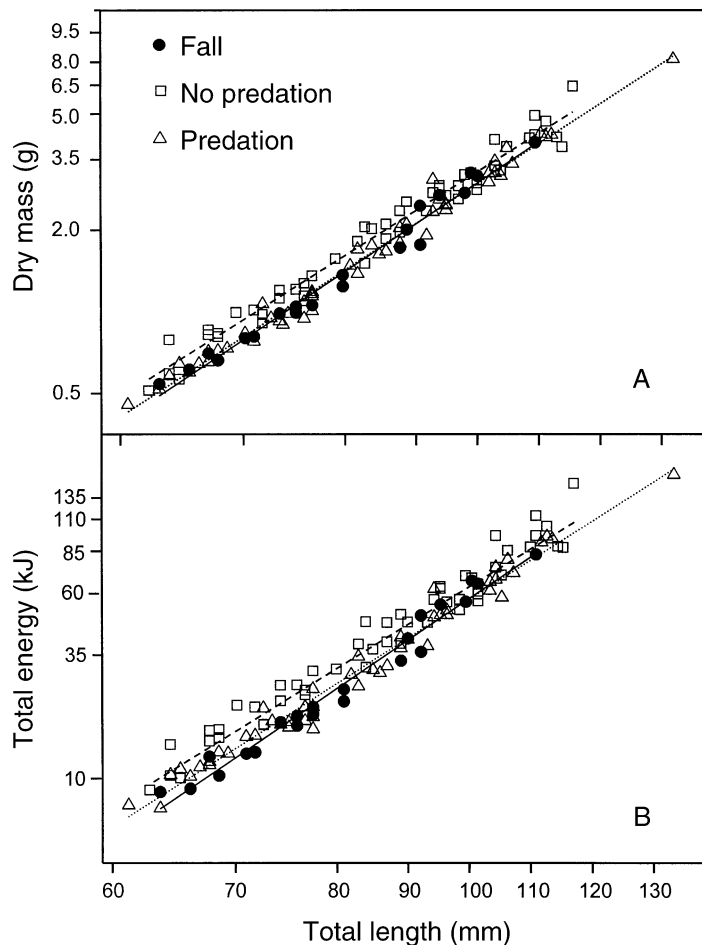 9.5
8.0
6.5
5.0
3.5
2.0
0.5
Dry mass (g)
Fall
No predation
Predation
A
135
110
85
60
35
10
Total energy (kJ)
B
60 70 80 90 100 110 120 130
Total length (mm)